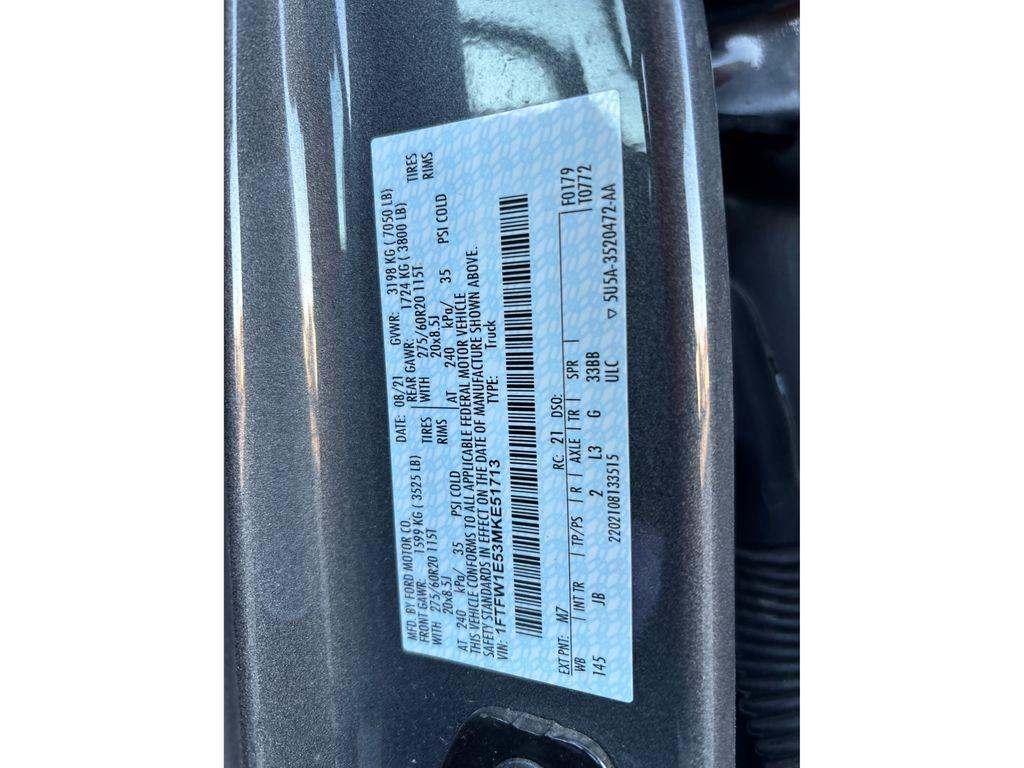 MFD. BY FORD MOTOR CO.
DATE: 08/21 GVWR: 3198 KG ( 7050 LB)
FRONT GAWR: 1599 KG ( 3525 LB) REAR GAWR: 1724 KG ( 3800 LB)
WITH 275/60R20 115T TIRES WITH 275/60R20 115T TIRES
20x8.5J RIMS 20x8.5J RIMS
AT 240 kPa/ 35 PSI COLD AT 240 kPa/ 35 PSI COLD
THIS VEHICLE CONFORMS TO ALL APPLICABLE FEDERAL MOTOR VEHICLE
SAFETY STANDARDS IN EFFECT ON THE DATE OF MANUFACTURE SHOWN ABOVE.
VIN: 1FTFW1E53MKE51713 TYPE: Truck
F0179
T0772
EXT PNT: M7 RC: 21 DSO:
WB INT TR TP/PS R AXLE TR SPR
145 JB 2 L3 G 33BB
2202108133515 ULC ▽ 5U5A-3520472-AA